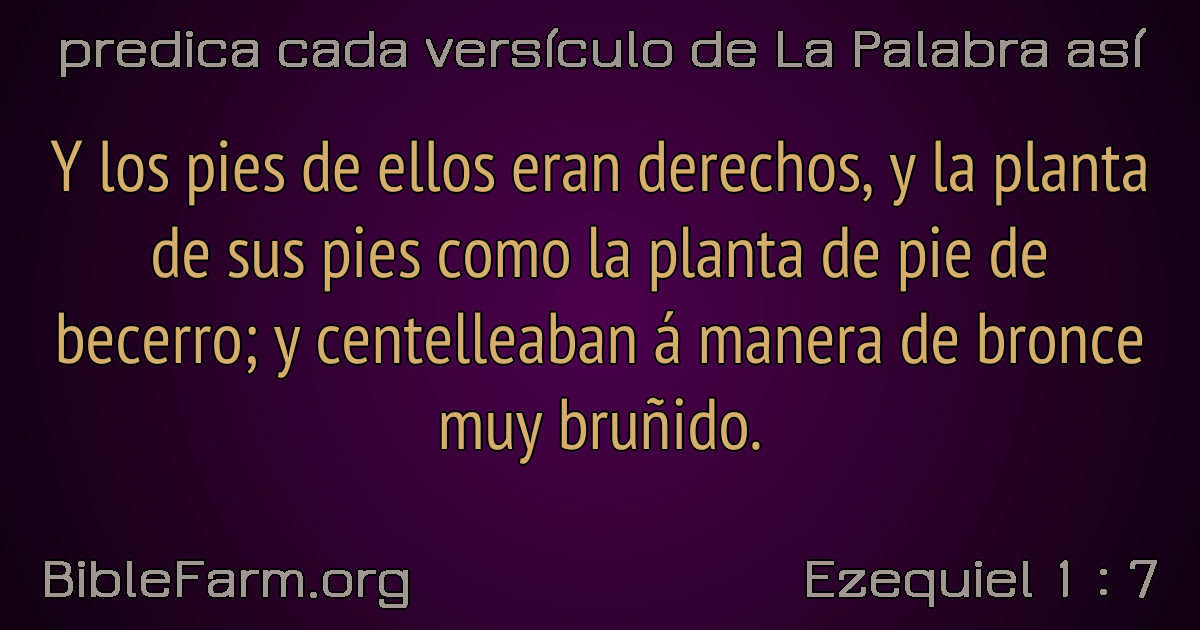 predica cada versículo de La Palabra así
Y los pies de ellos eran derechos, y la planta
de sus pies como la planta de pie de
becerro; y centelleaban á manera de bronce
muy bruñido.
BibleFarm.org
Ezequiel 1 : 7